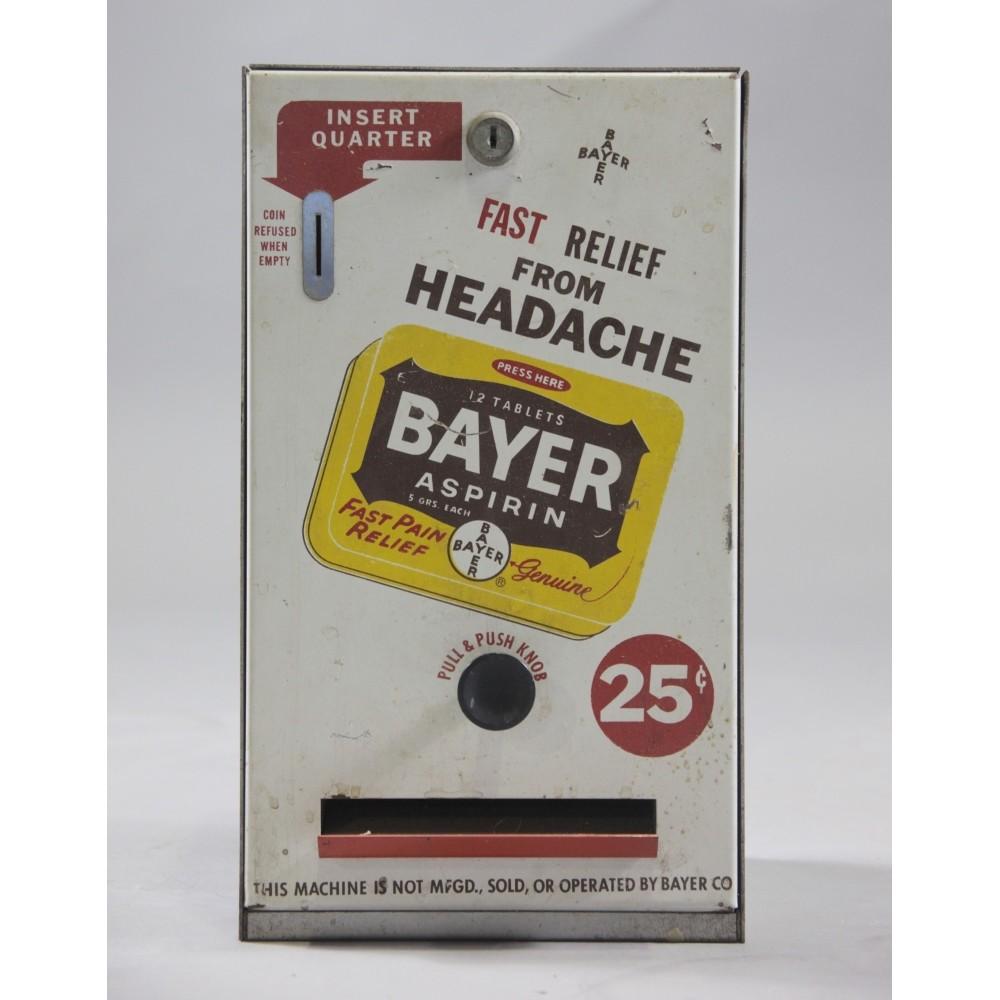 INSERT
QUARTER
COIN
REFUSED
WHEN
EMPTY
BAYER
BAYER
FAST RELIEF
FROM
HEADACHE
PRESS HERE
12 TABLETS
BAYER
ASPIRIN
5 GRS. EACH
FAST PAIN
RELIEF
BAYER
BAYER
®
Genuine
PULL & PUSH KNOB
25¢
THIS MACHINE IS NOT MFGD., SOLD, OR OPERATED BY BAYER CO